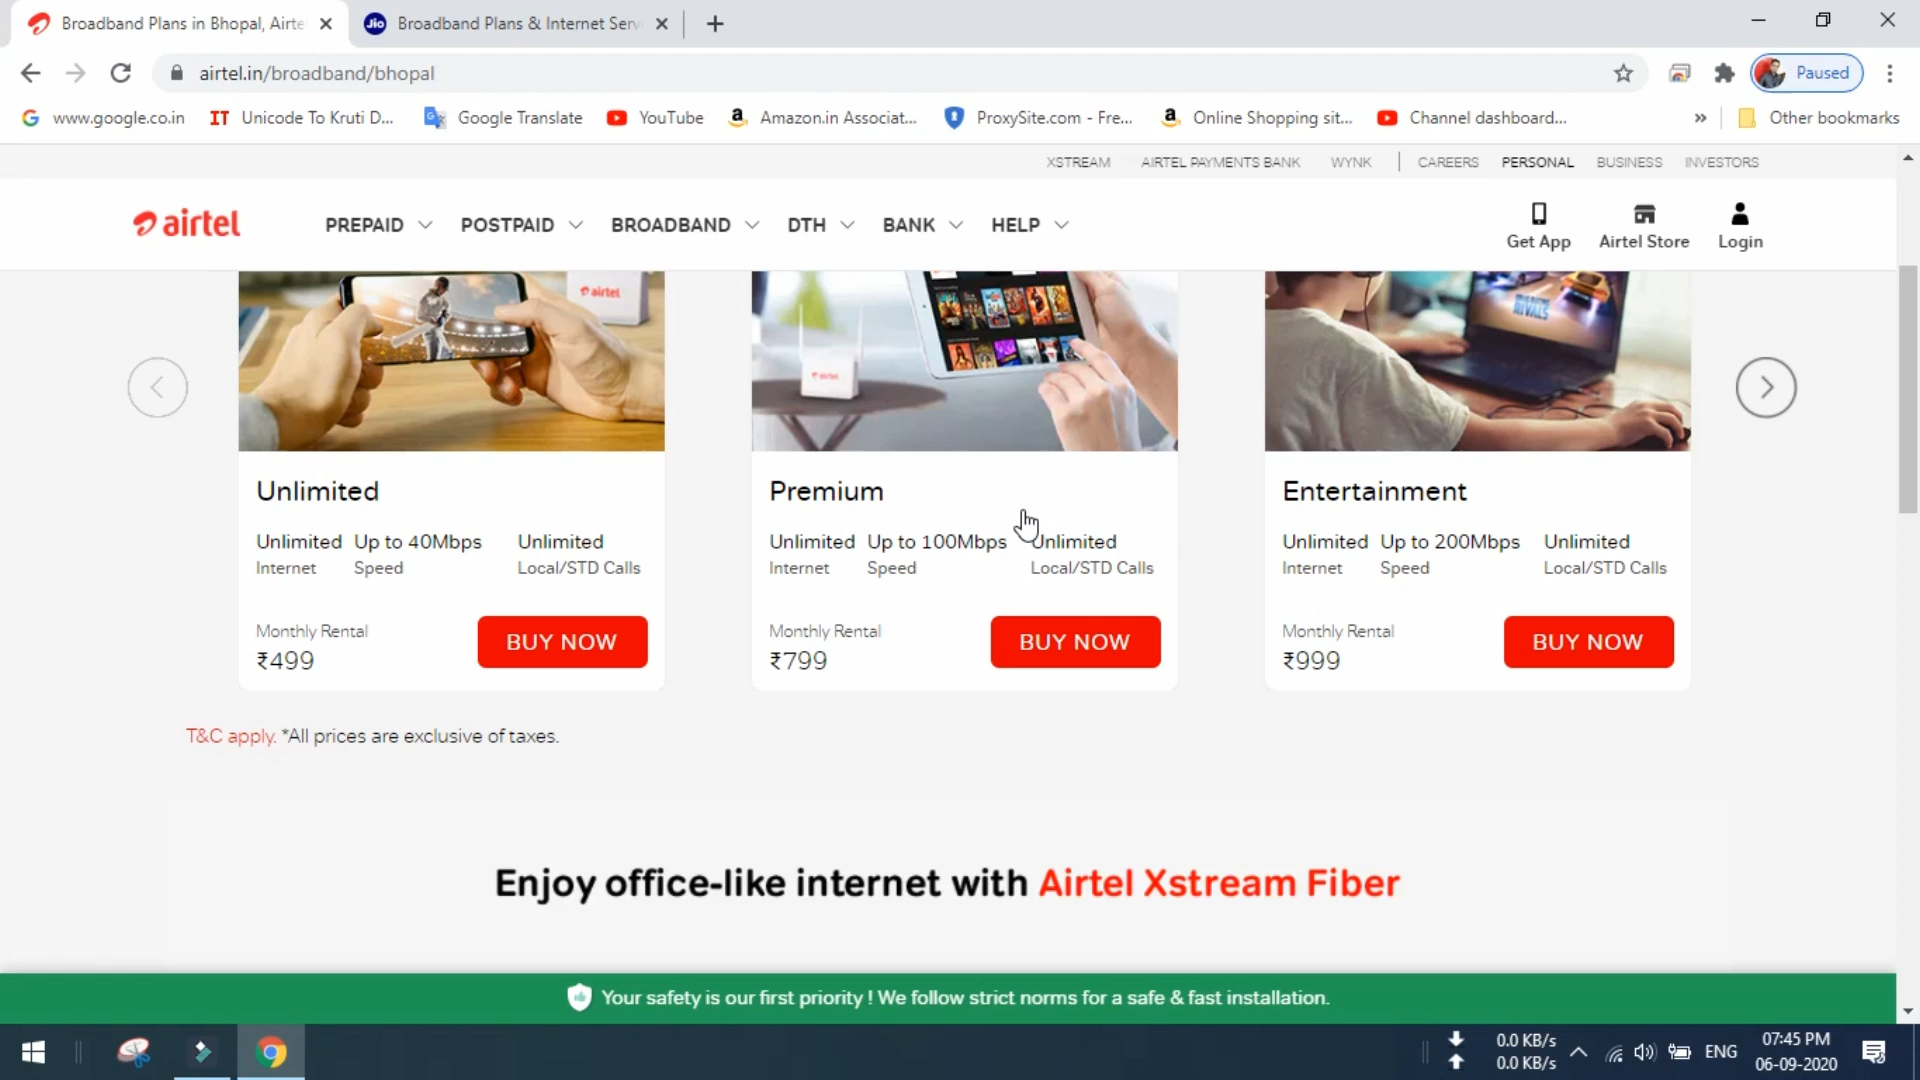 Broadband Plans in Bhopal, Airte
Jio
Broadband Plans & Internet Serv
airtel.in/broadband/bhopal
Paused
www.google.co.in
IT Unicode To Kruti D...
Google Translate
YouTube
Amazon.in Associat...
ProxySite.com - Fre...
Online Shopping sit...
Channel dashboard...
»
Other bookmarks
XSTREAM
AIRTEL PAYMENTS BANK
WYNK
CAREERS
PERSONAL
BUSINESS
INVESTORS
airtel
PREPAID
POSTPAID
BROADBAND
DTH
BANK
HELP
Get App
Airtel Store
Login
airtel
airtel
RIVALS
Unlimited
Unlimited Up to 40Mbps Unlimited
Internet Speed Local/STD Calls
Monthly Rental
₹499
BUY NOW
Premium
Unlimited Up to 100Mbps Unlimited
Internet Speed Local/STD Calls
Monthly Rental
₹799
BUY NOW
Entertainment
Unlimited Up to 200Mbps Unlimited
Internet Speed Local/STD Calls
Monthly Rental
₹999
BUY NOW
T&C apply. *All prices are exclusive of taxes.
Enjoy office-like internet with Airtel Xstream Fiber
Your safety is our first priority ! We follow strict norms for a safe & fast installation.
0.0 KB/s
0.0 KB/s
ENG
07:45 PM
06-09-2020